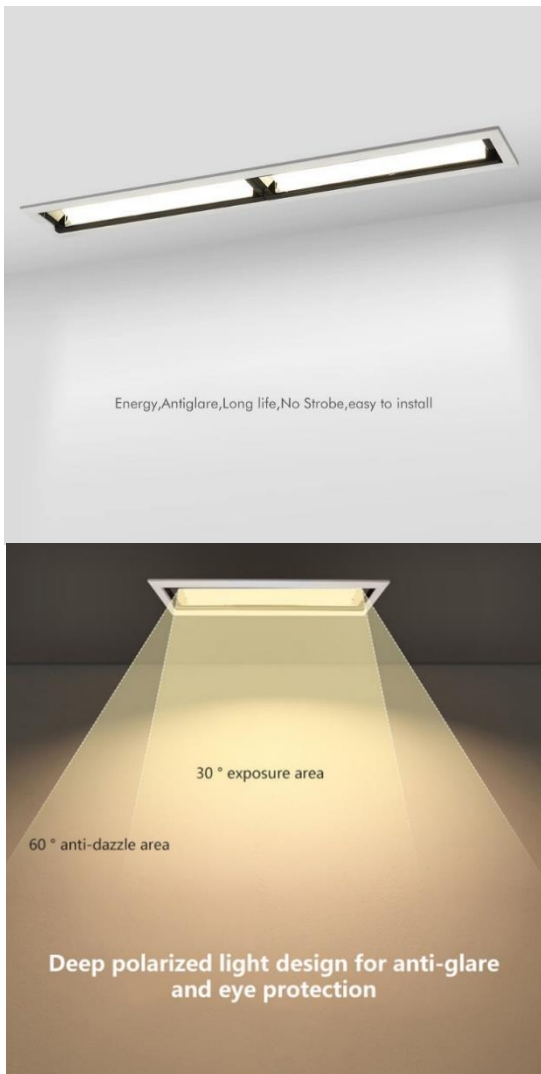 Energy,Antiglare,Long life,No Strobe,easy to install
30 ° exposure area
60 ° anti-dazzle area
Deep polarized light design for anti-glare
and eye protection